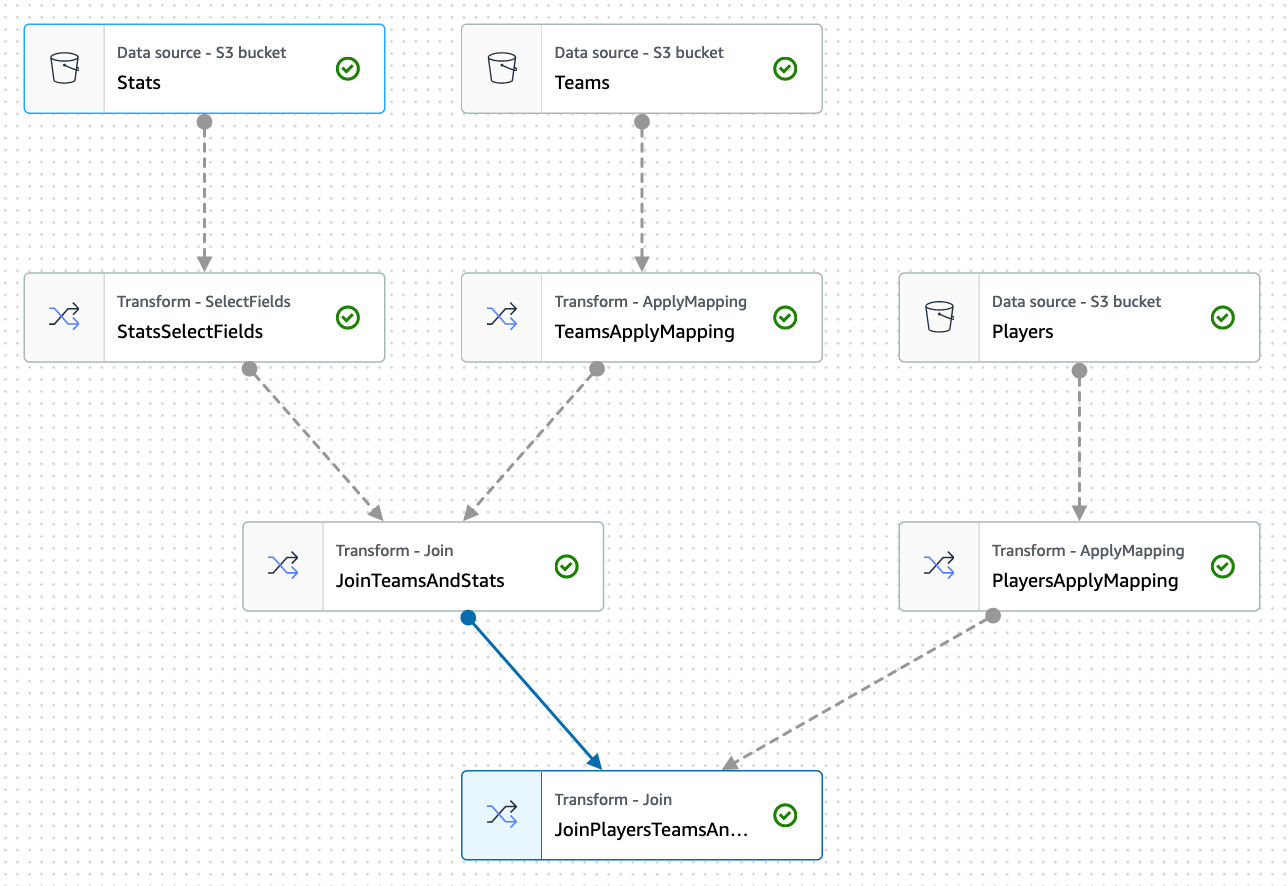 Data source - S3 bucket
Stats
Data source - S3 bucket
Teams
Transform - SelectFields
StatsSelectFields
Transform - ApplyMapping
TeamsApplyMapping
Data source - S3 bucket
Players
Transform - Join
JoinTeamsAndStats
Transform - ApplyMapping
PlayersApplyMapping
Transform - Join
JoinPlayersTeamsAn...